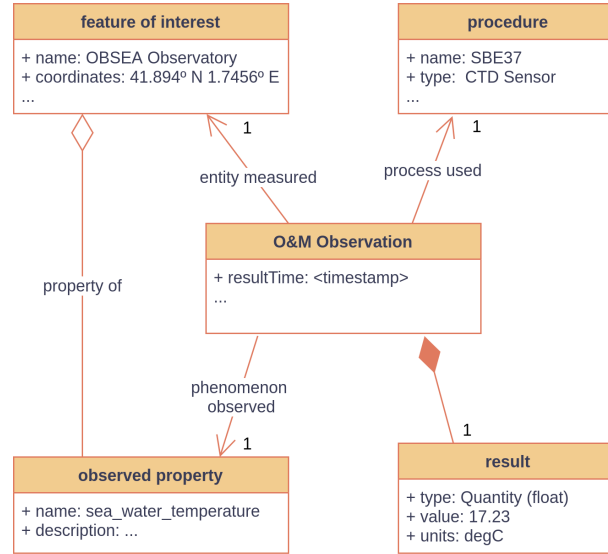 feature of interest
+ name: OBSEA Observatory
+ coordinates: 41.894º N 1.7456º E
...
procedure
+ name: SBE37
+ type:  CTD Sensor
...
1
1
entity measured
process used
O&M Observation
+ resultTime: <timestamp>
...
property of
phenomenon
observed
1
1
observed property
+ name: sea_water_temperature
+ description: ...
result
+ type: Quantity (float)
+ value: 17.23
+ units: degC